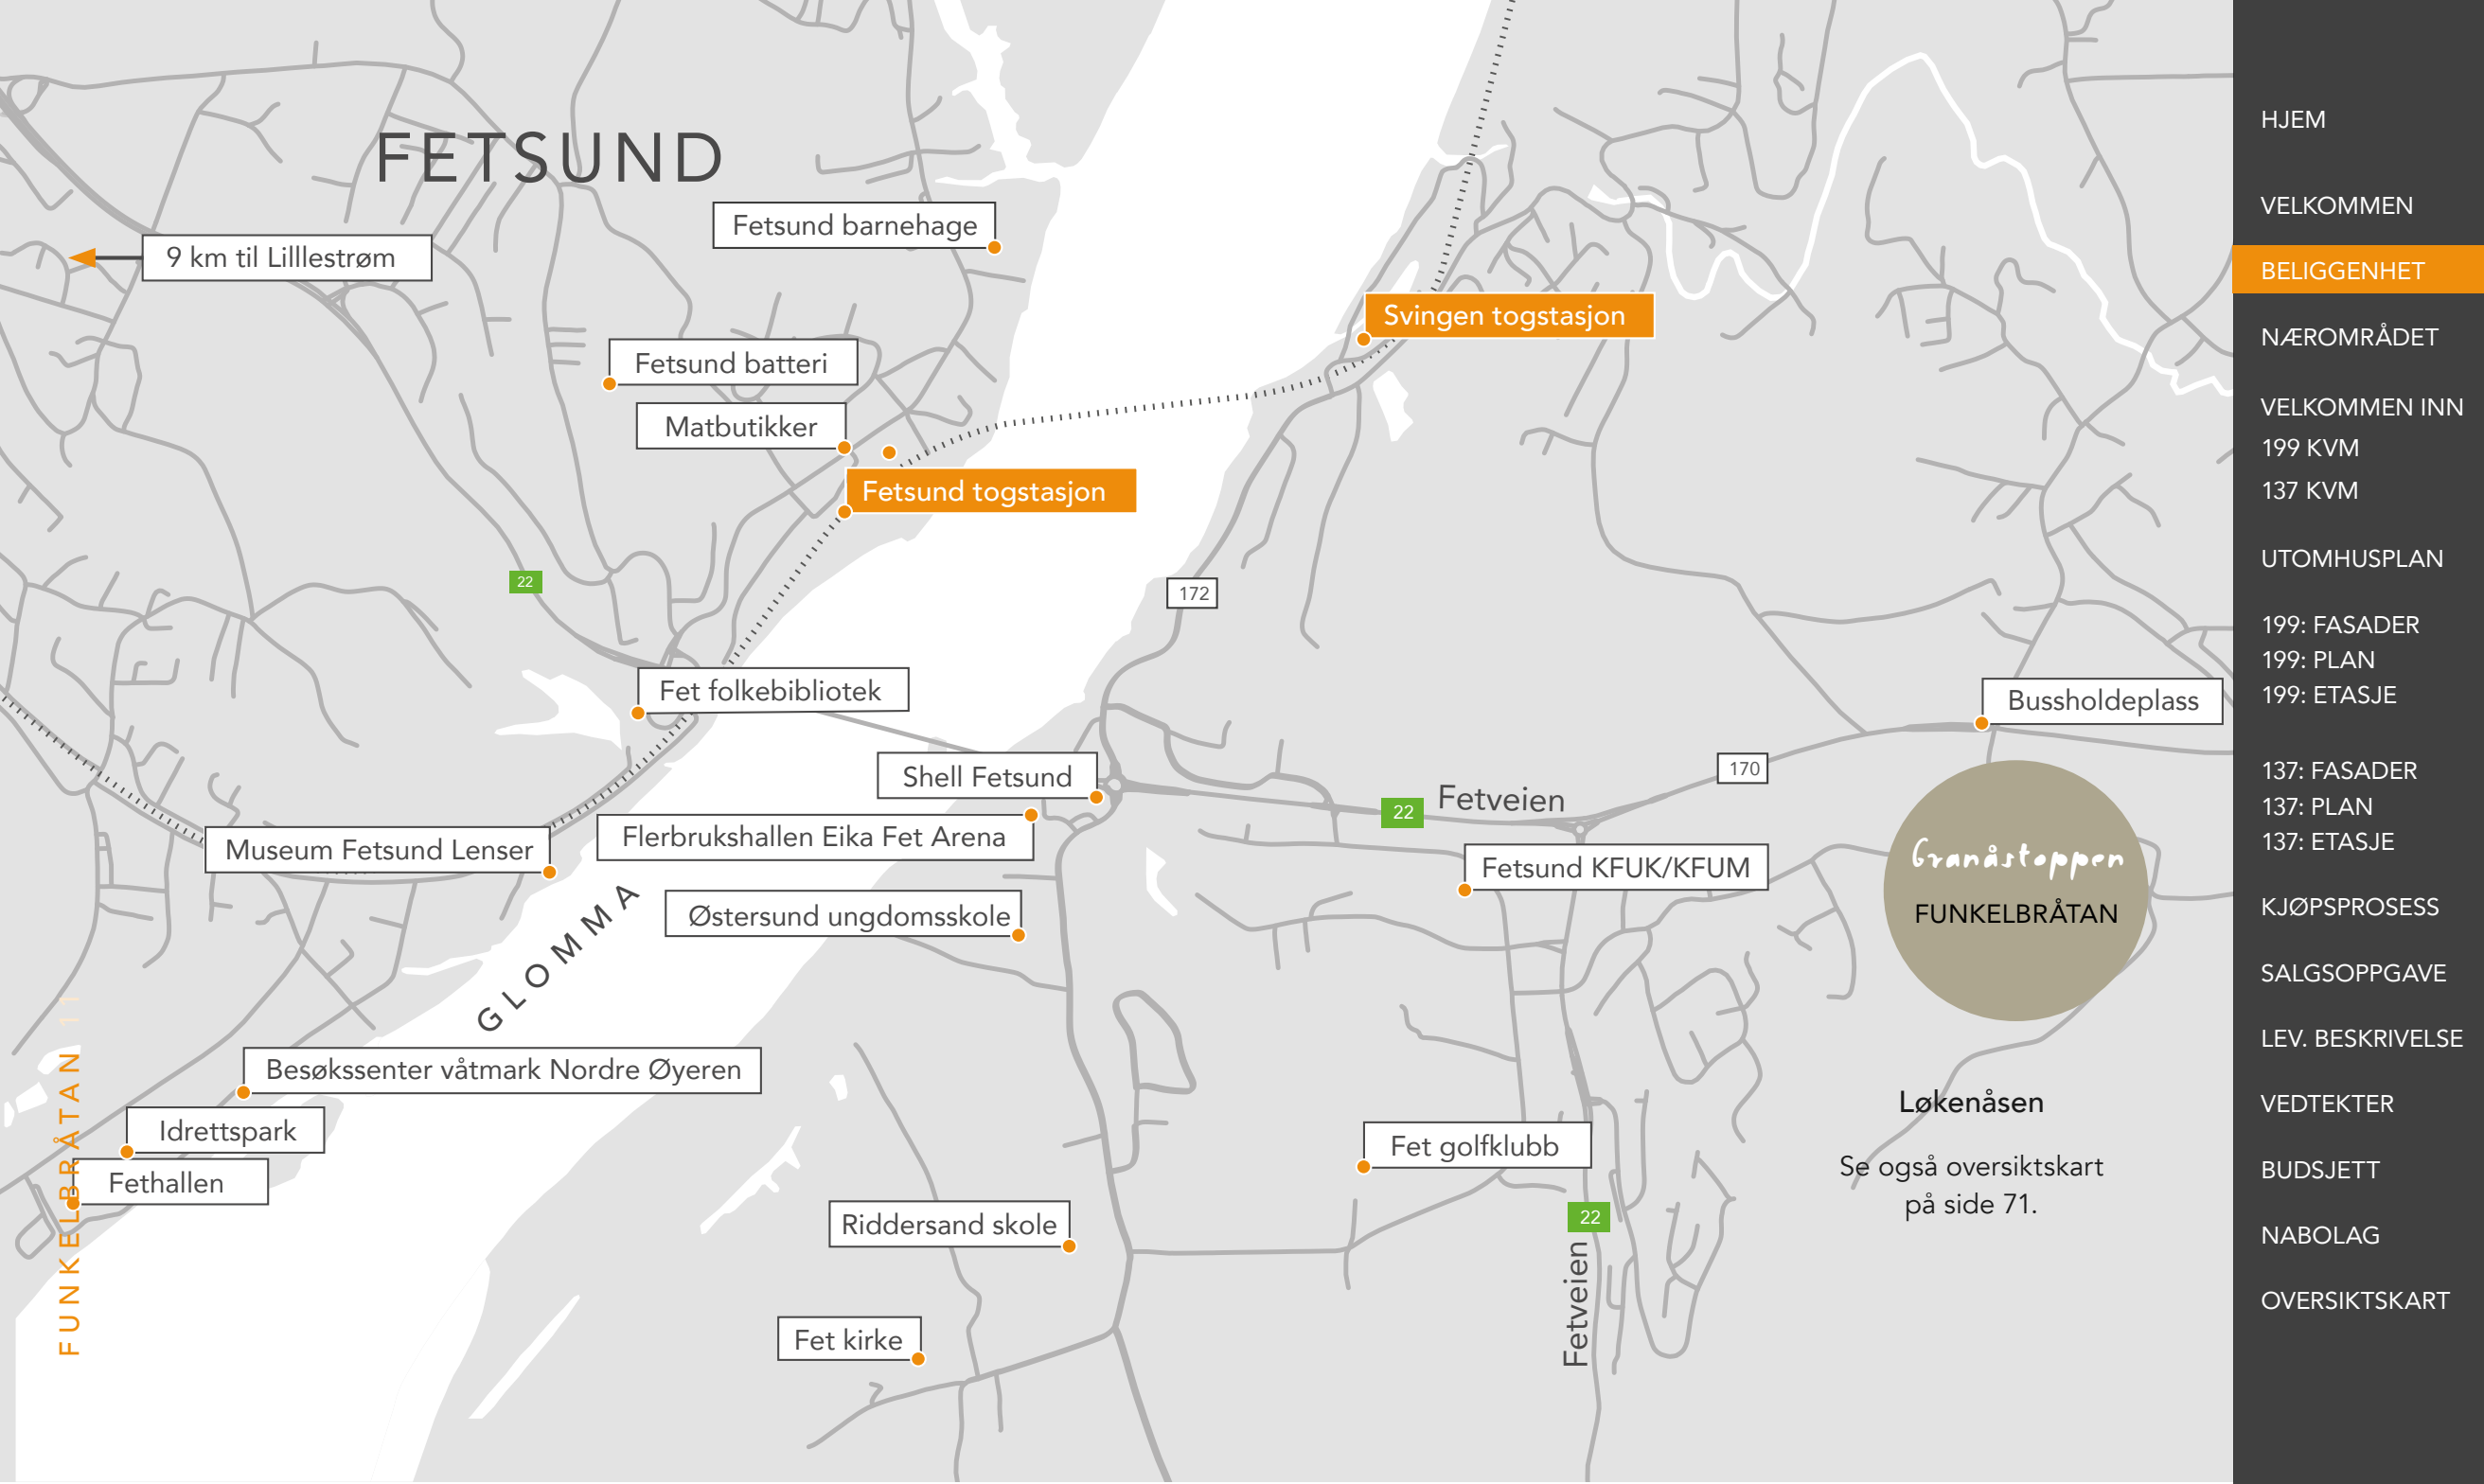 FETSUND
Fetsund barnehage
9 km til Lilllestrøm
Svingen togstasjon
Fetsund batteri
Matbutikker
Fetsund togstasjon
22
172
Fet folkebibliotek
Bussholdeplass
Shell Fetsund
170
Fetveien
22
Flerbrukshallen Eika Fet Arena
Museum Fetsund Lenser
Fetsund KFUK/KFUM
Granåstoppen
FUNKELBRÅTAN
Østersund ungdomsskole
GLOMMA
Besøkssenter våtmark Nordre Øyeren
Løkenåsen
Idrettspark
Fet golfklubb
Se også oversiktskart
på side 71.
Fethallen
Riddersand skole
22
Fetveien
Fet kirke
FUNKELBRÅTAN 11
HJEM
VELKOMMEN
BELIGGENHET
NÆROMRÅDET
VELKOMMEN INN
199 KVM
137 KVM
UTOMHUSPLAN
199: FASADER
199: PLAN
199: ETASJE
137: FASADER
137: PLAN
137: ETASJE
KJØPSPROSESS
SALGSOPPGAVE
LEV. BESKRIVELSE
VEDTEKTER
BUDSJETT
NABOLAG
OVERSIKTSKART